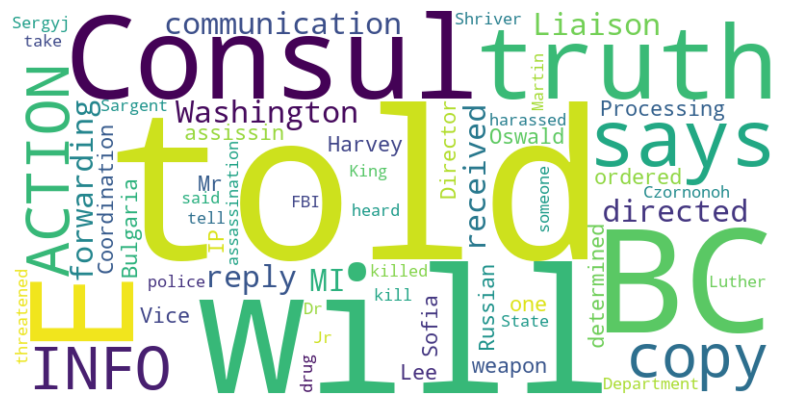 Sergyj communication Shriver Liaison
take Consul truth
ACTION forwarding Sargent Washington received Martin harassed Processing
Coordination told assissin Harvey Director Oswald says
Mr King someone ordered
said FBI heard Czornonoh
Bulgaria tell assassination directed
IP determined BC
threatened E police reply MI killed Russian Luther
Will kill one
Vice Dr Sofia State
INFO Jr Lee weapon copy
drug Department